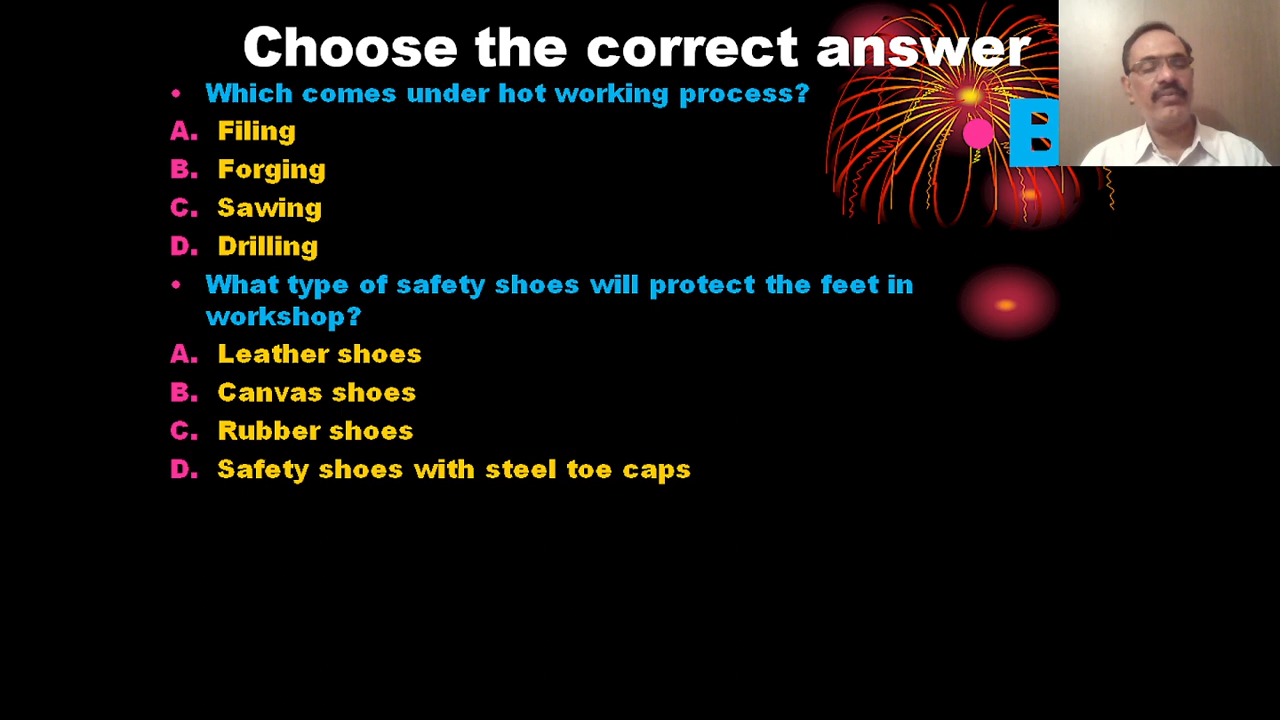 Choose the correct answer
• Which comes under hot working process?
A. Filing
B. Forging
C. Sawing
D. Drilling
• What type of safety shoes will protect the feet in
workshop?
A. Leather shoes
B. Canvas shoes
C. Rubber shoes
D. Safety shoes with steel toe caps
• B